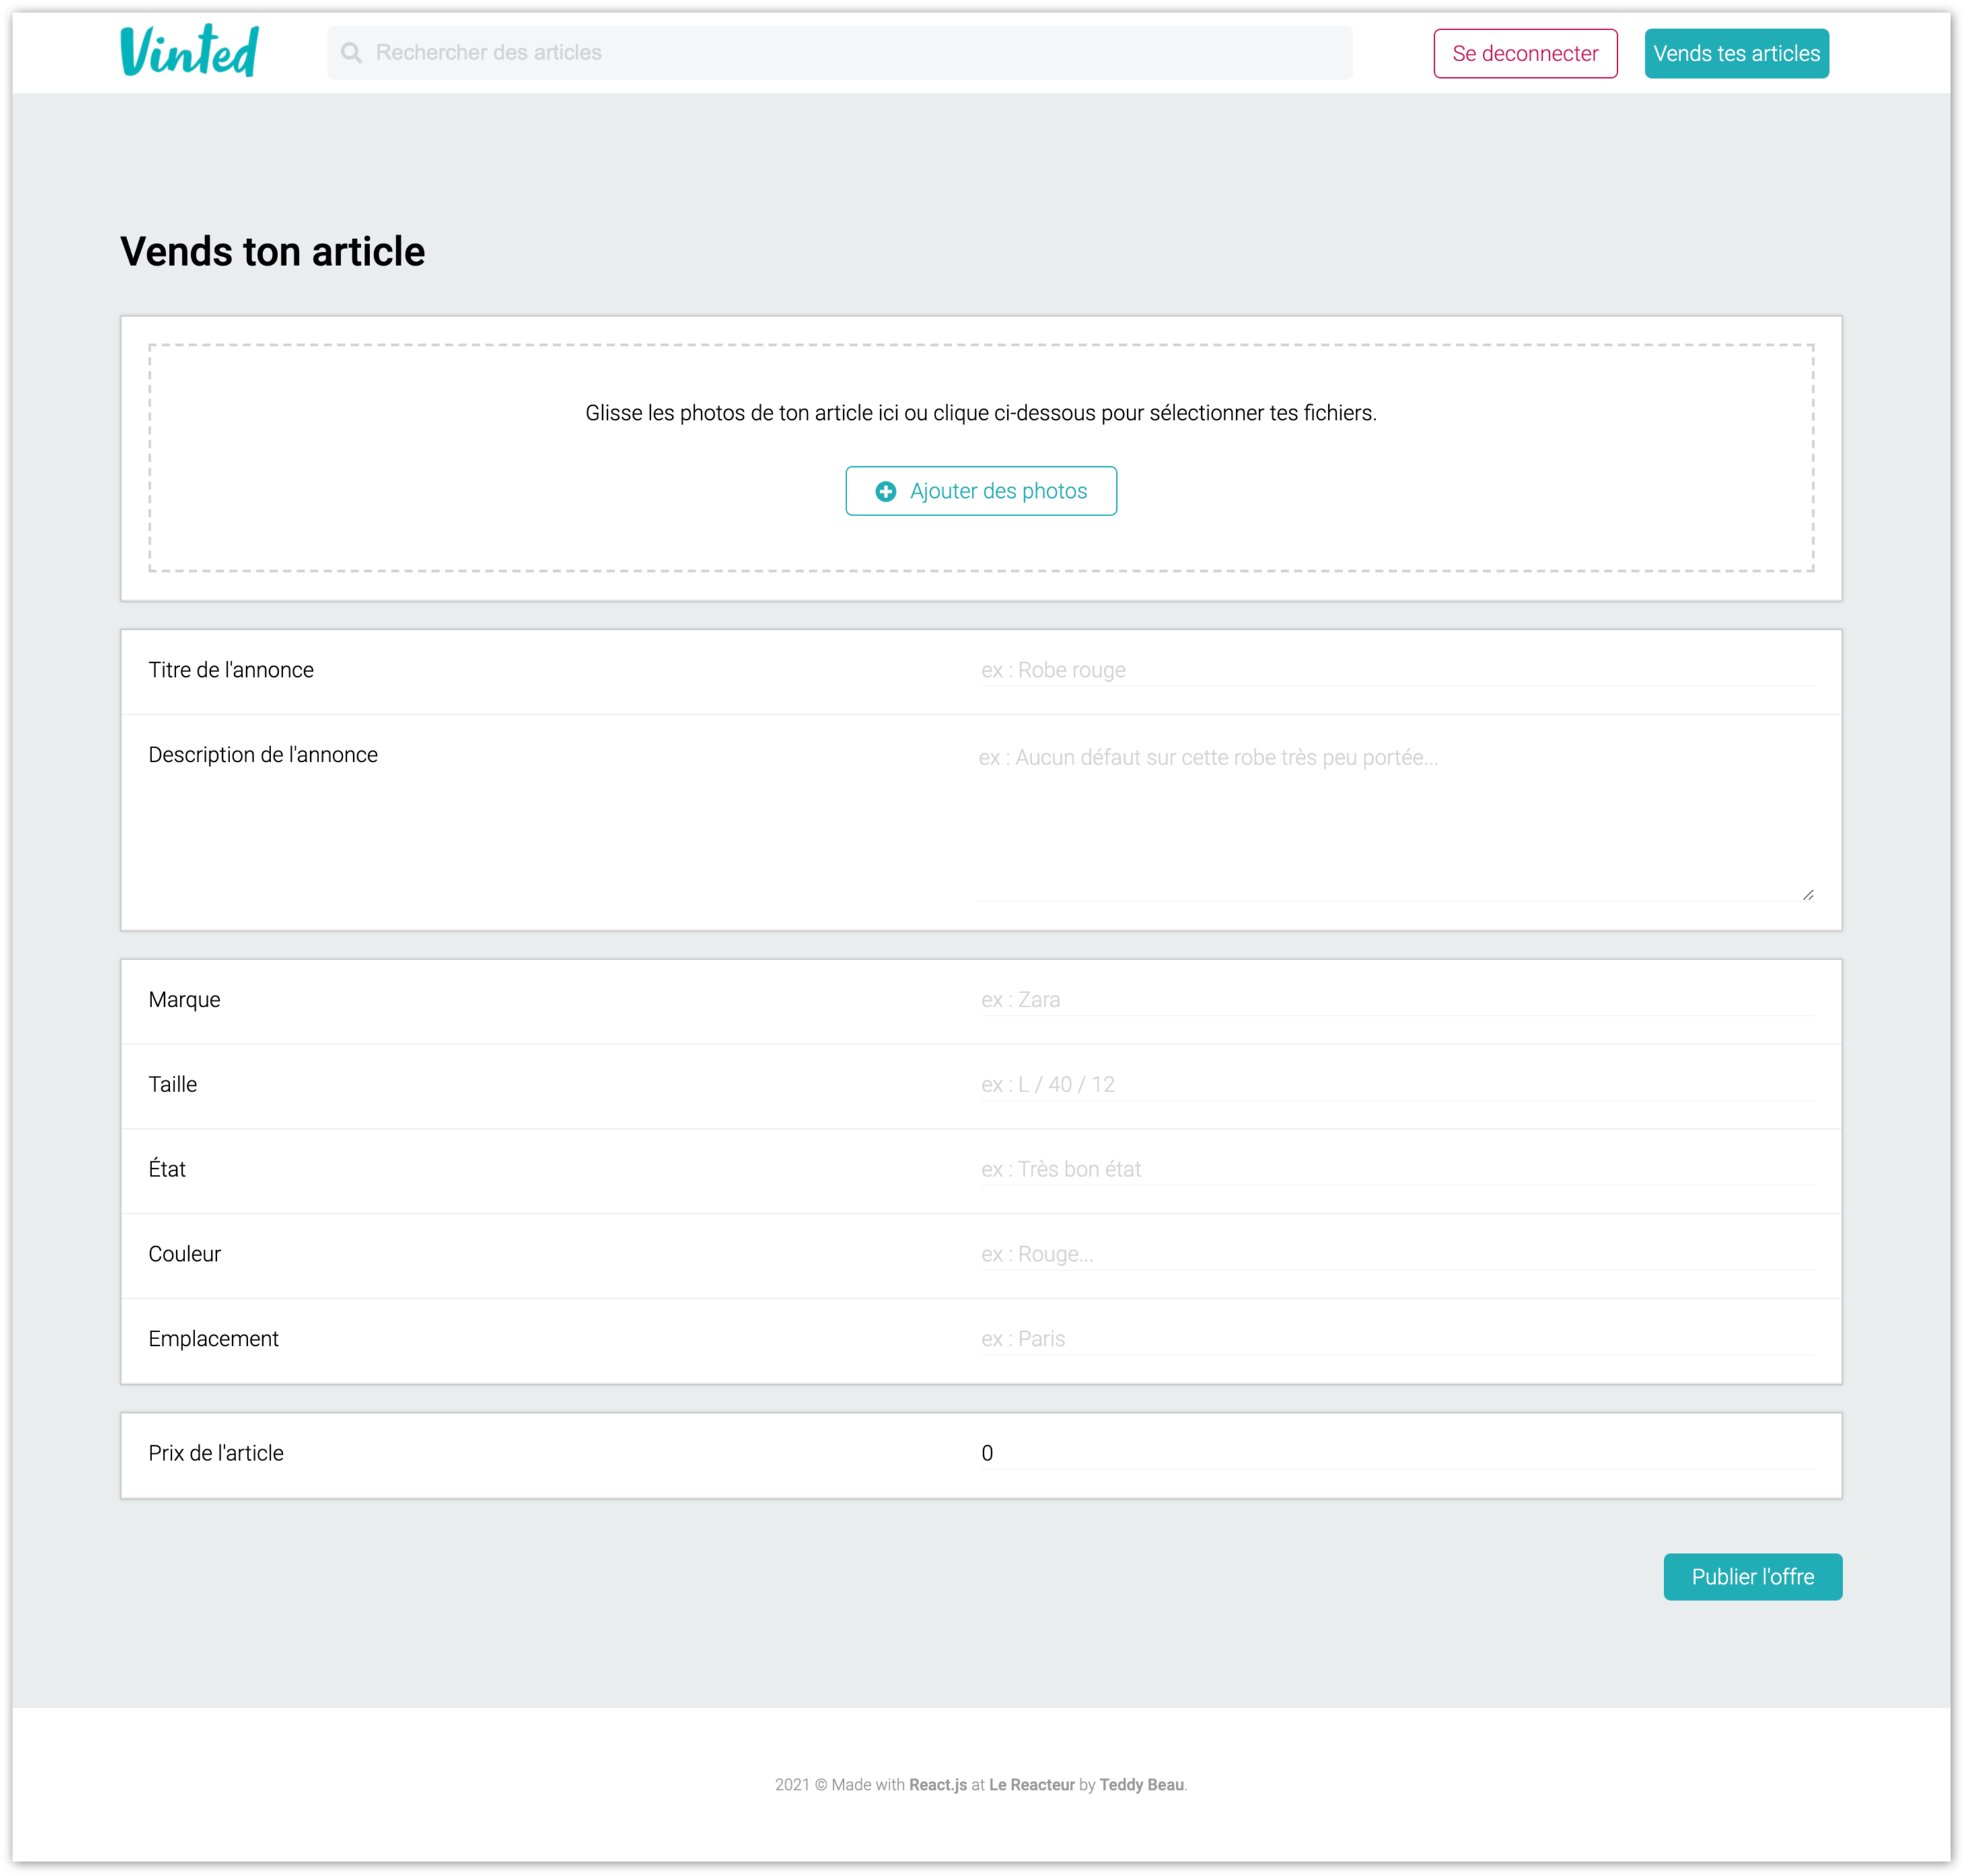 Vinted
Rechercher des articles
Se deconnecter
Vends tes articles
Vends ton article
Glisse les photos de ton article ici ou clique ci-dessous pour sélectionner tes fichiers.
Ajouter des photos
Titre de l'annonce
ex : Robe rouge
Description de l'annonce
ex : Aucun défaut sur cette robe très peu portée...
Marque
ex : Zara
Taille
ex : L / 40 / 12
État
ex : Très bon état
Couleur
ex : Rouge...
Emplacement
ex : Paris
Prix de l'article
0
Publier l'offre
2021 © Made with React.js at Le Reacteur by Teddy Beau.